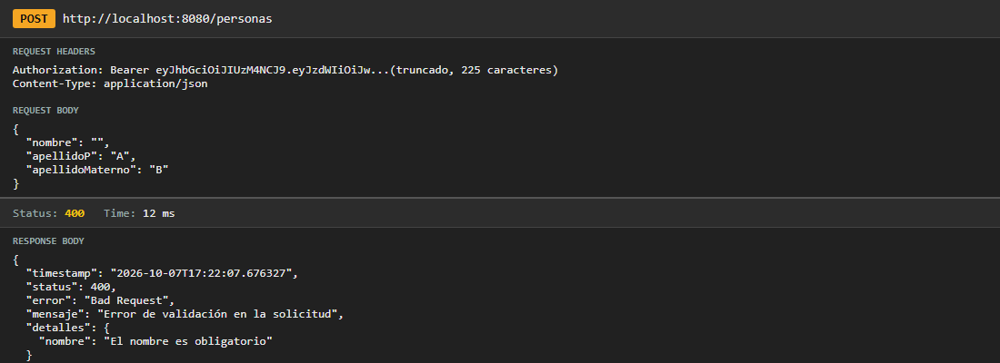 POST http://localhost:8080/personas
REQUEST HEADERS
Authorization: Bearer eyJhbGciOiJIUzM4NCJ9.eyJzdWIiOiJw...(truncado, 225 caracteres)
Content-Type: application/json
REQUEST BODY
{
  "nombre": "",
  "apellidoP": "A",
  "apellidoMaterno": "B"
}
Status: 400 Time: 12 ms
RESPONSE BODY
{
  "timestamp": "2026-10-07T17:22:07.676327",
  "status": 400,
  "error": "Bad Request",
  "mensaje": "Error de validación en la solicitud",
  "detalles": {
    "nombre": "El nombre es obligatorio"
  }